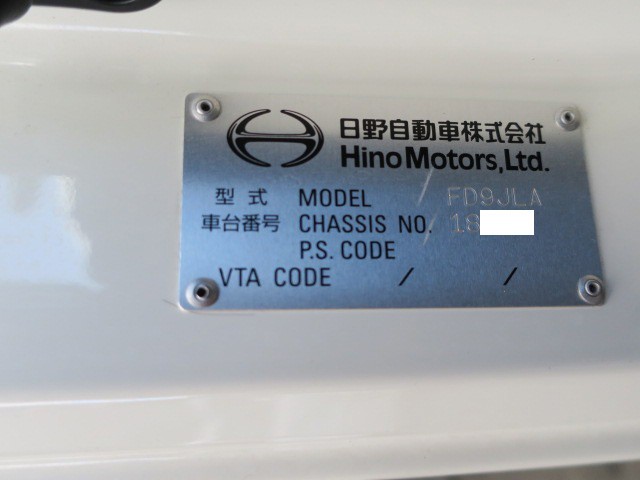 日野自動車株式会社
Hino Motors, Ltd.
型式 MODEL / FD9JLA
車台番号 CHASSIS NO. / 18
P.S. CODE
VTA CODE / /